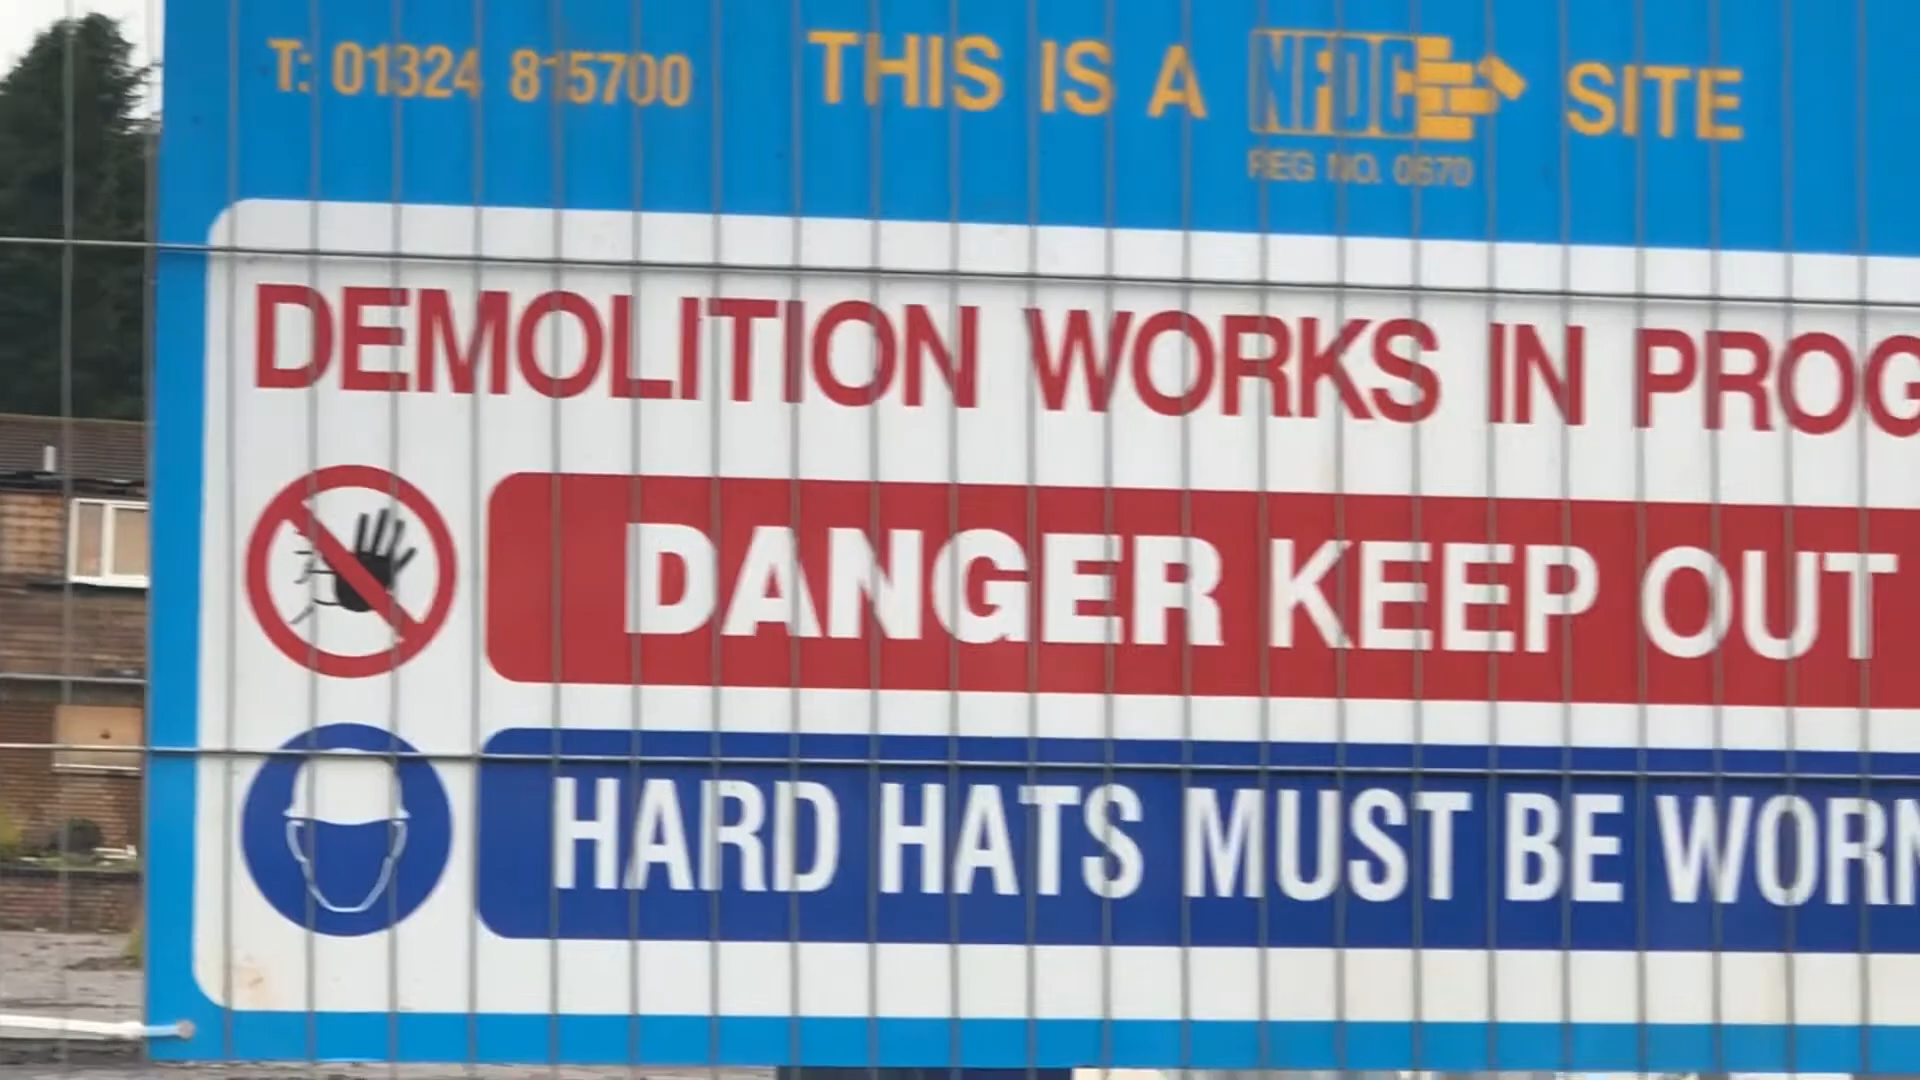 T: 01324 815700 THIS IS A NFDC SITE
REG NO. 0670
DEMOLITION WORKS IN PROG
DANGER KEEP OUT
HARD HATS MUST BE WORN